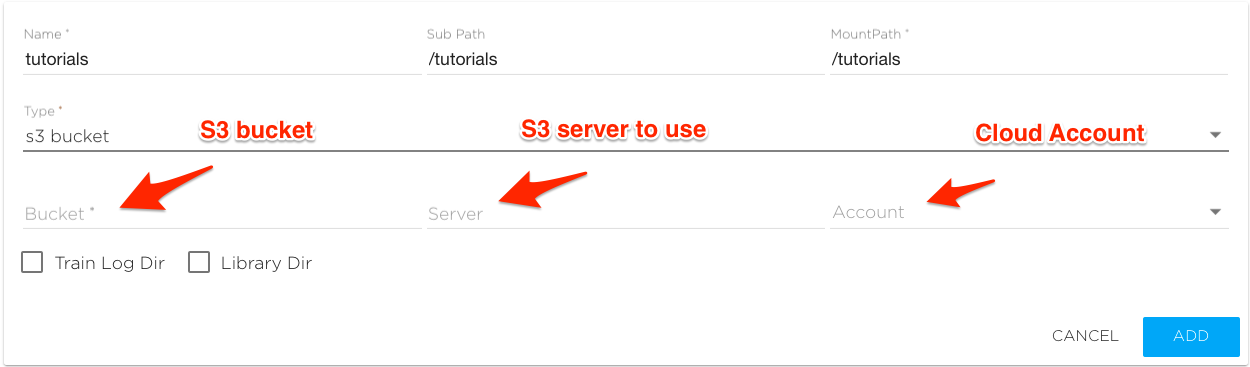 Name *
Sub Path
MountPath *
tutorials
/tutorials
/tutorials
Type *
s3 bucket
S3 bucket
S3 server to use
Cloud Account
Bucket *
Server
Account
Train Log Dir
Library Dir
CANCEL
ADD